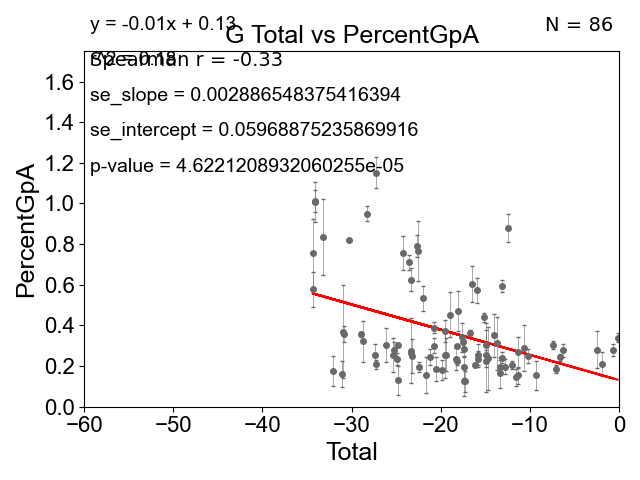 y = -0.01x + 0.13
N = 86
G Total vs PercentGpA
Spearman r = -0.33
se_slope = 0.002886548375416394
se_intercept = 0.05968875235869916
p-value = 4.6221208932060255e-05
PercentGpA
1.6
1.4
1.2
1.0
0.8
0.6
0.4
0.2
0.0
−60 −50 −40 −30 −20 −10 0
Total